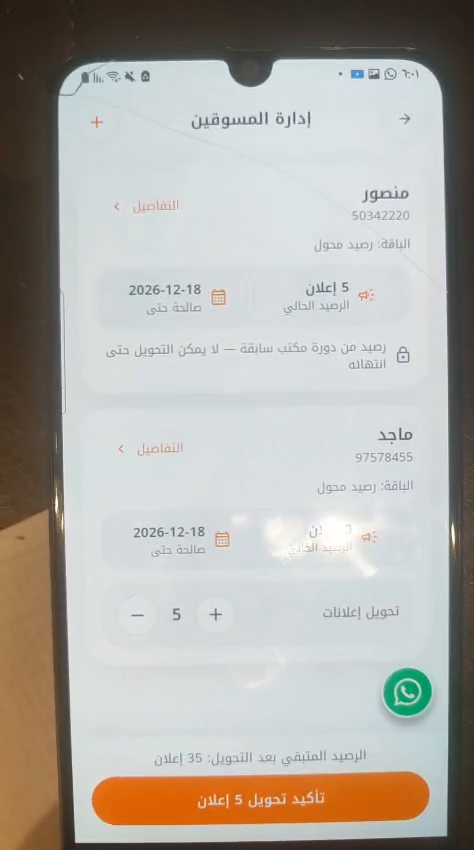 ٦:٠١
إدارة المسوقين
+
منصور
التفاصيل
50342220
الباقة: رصيد محول
5 إعلان
الرصيد الحالي
2026-12-18
صالحة حتى
رصيد من دورة مكتب سابقة — لا يمكن التحويل حتى
انتهائه
ماجد
التفاصيل
97578455
الباقة: رصيد محول
الرصيد الحالي
2026-12-18
صالحة حتى
تحويل إعلانات
+ 5 −
الرصيد المتبقي بعد التحويل: 35 إعلان
تأكيد تحويل 5 إعلان